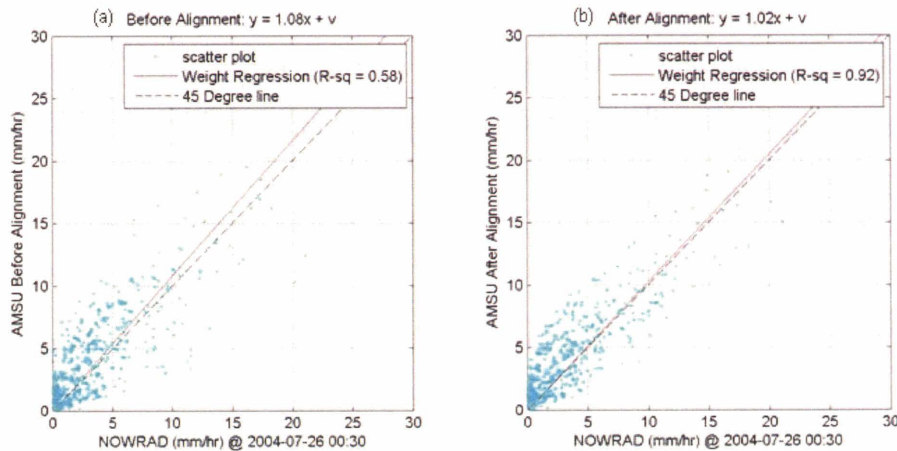 (a) Before Alignment: y = 1.08x + v
30
25
20
15
10
5
0
AMSU Before Alignment (mm/hr)
scatter plot
Weight Regression (R-sq = 0.58)
45 Degree line
0 5 10 15 20 25 30
NOWRAD (mm/hr) @ 2004-07-26 00:30
(b) After Alignment: y = 1.02x + v
30
25
20
15
10
5
0
AMSU After Alignment (mm/hr)
scatter plot
Weight Regression (R-sq = 0.92)
45 Degree line
0 5 10 15 20 25 30
NOWRAD (mm/hr) @ 2004-07-26 00:30